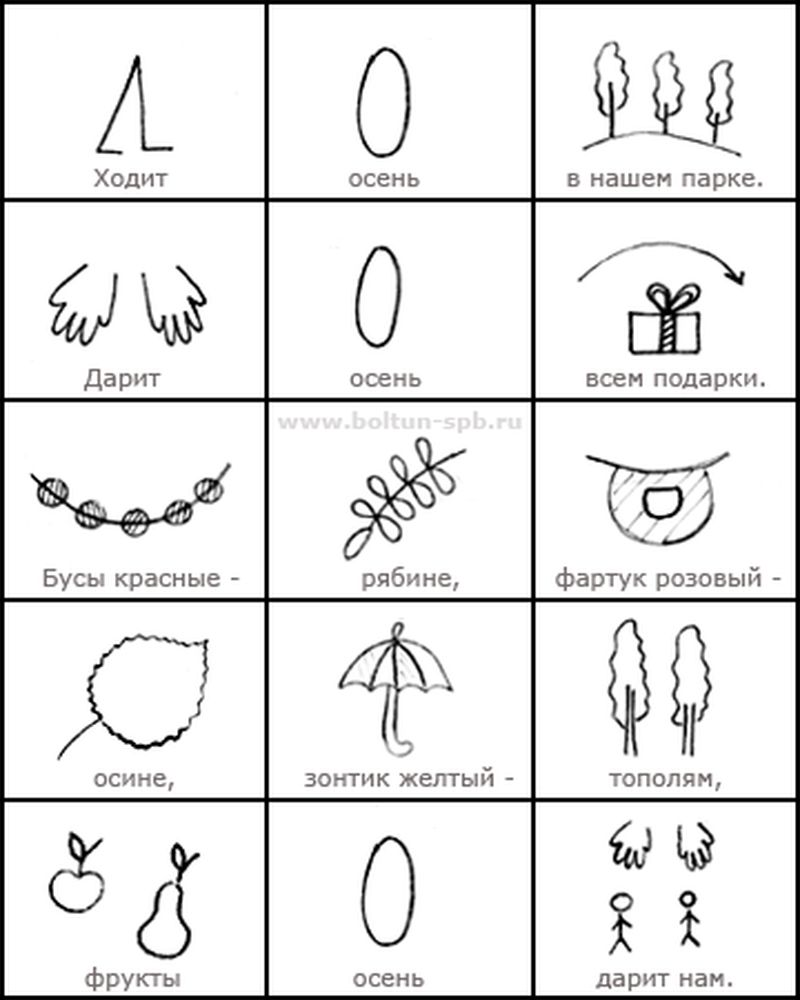 Ходит осень в нашем парке.
Дарит осень всем подарки.
www.boltun-spb.ru
Бусы красные - рябине, фартук розовый -
осине, зонтик желтый - тополям,
фрукты осень дарит нам.